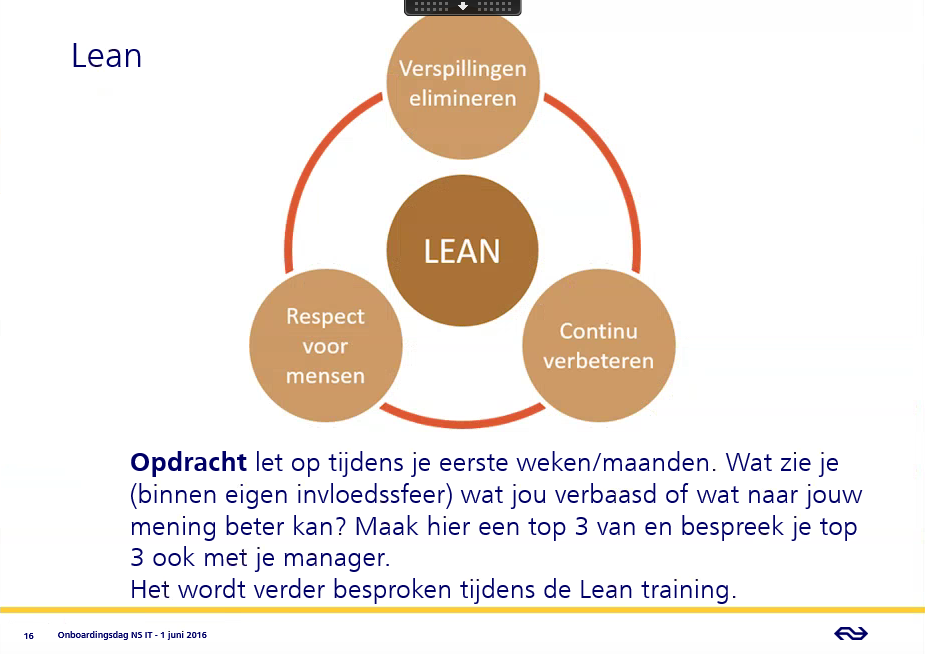 Lean
Verspillingen
elimineren
LEAN
Respect
voor
mensen
Continu
verbeteren
Opdracht let op tijdens je eerste weken/maanden. Wat zie je
(binnen eigen invloedssfeer) wat jou verbaasd of wat naar jouw
mening beter kan? Maak hier een top 3 van en bespreek je top
3 ook met je manager.
Het wordt verder besproken tijdens de Lean training.
16 Onboardingsdag NS IT - 1 juni 2016